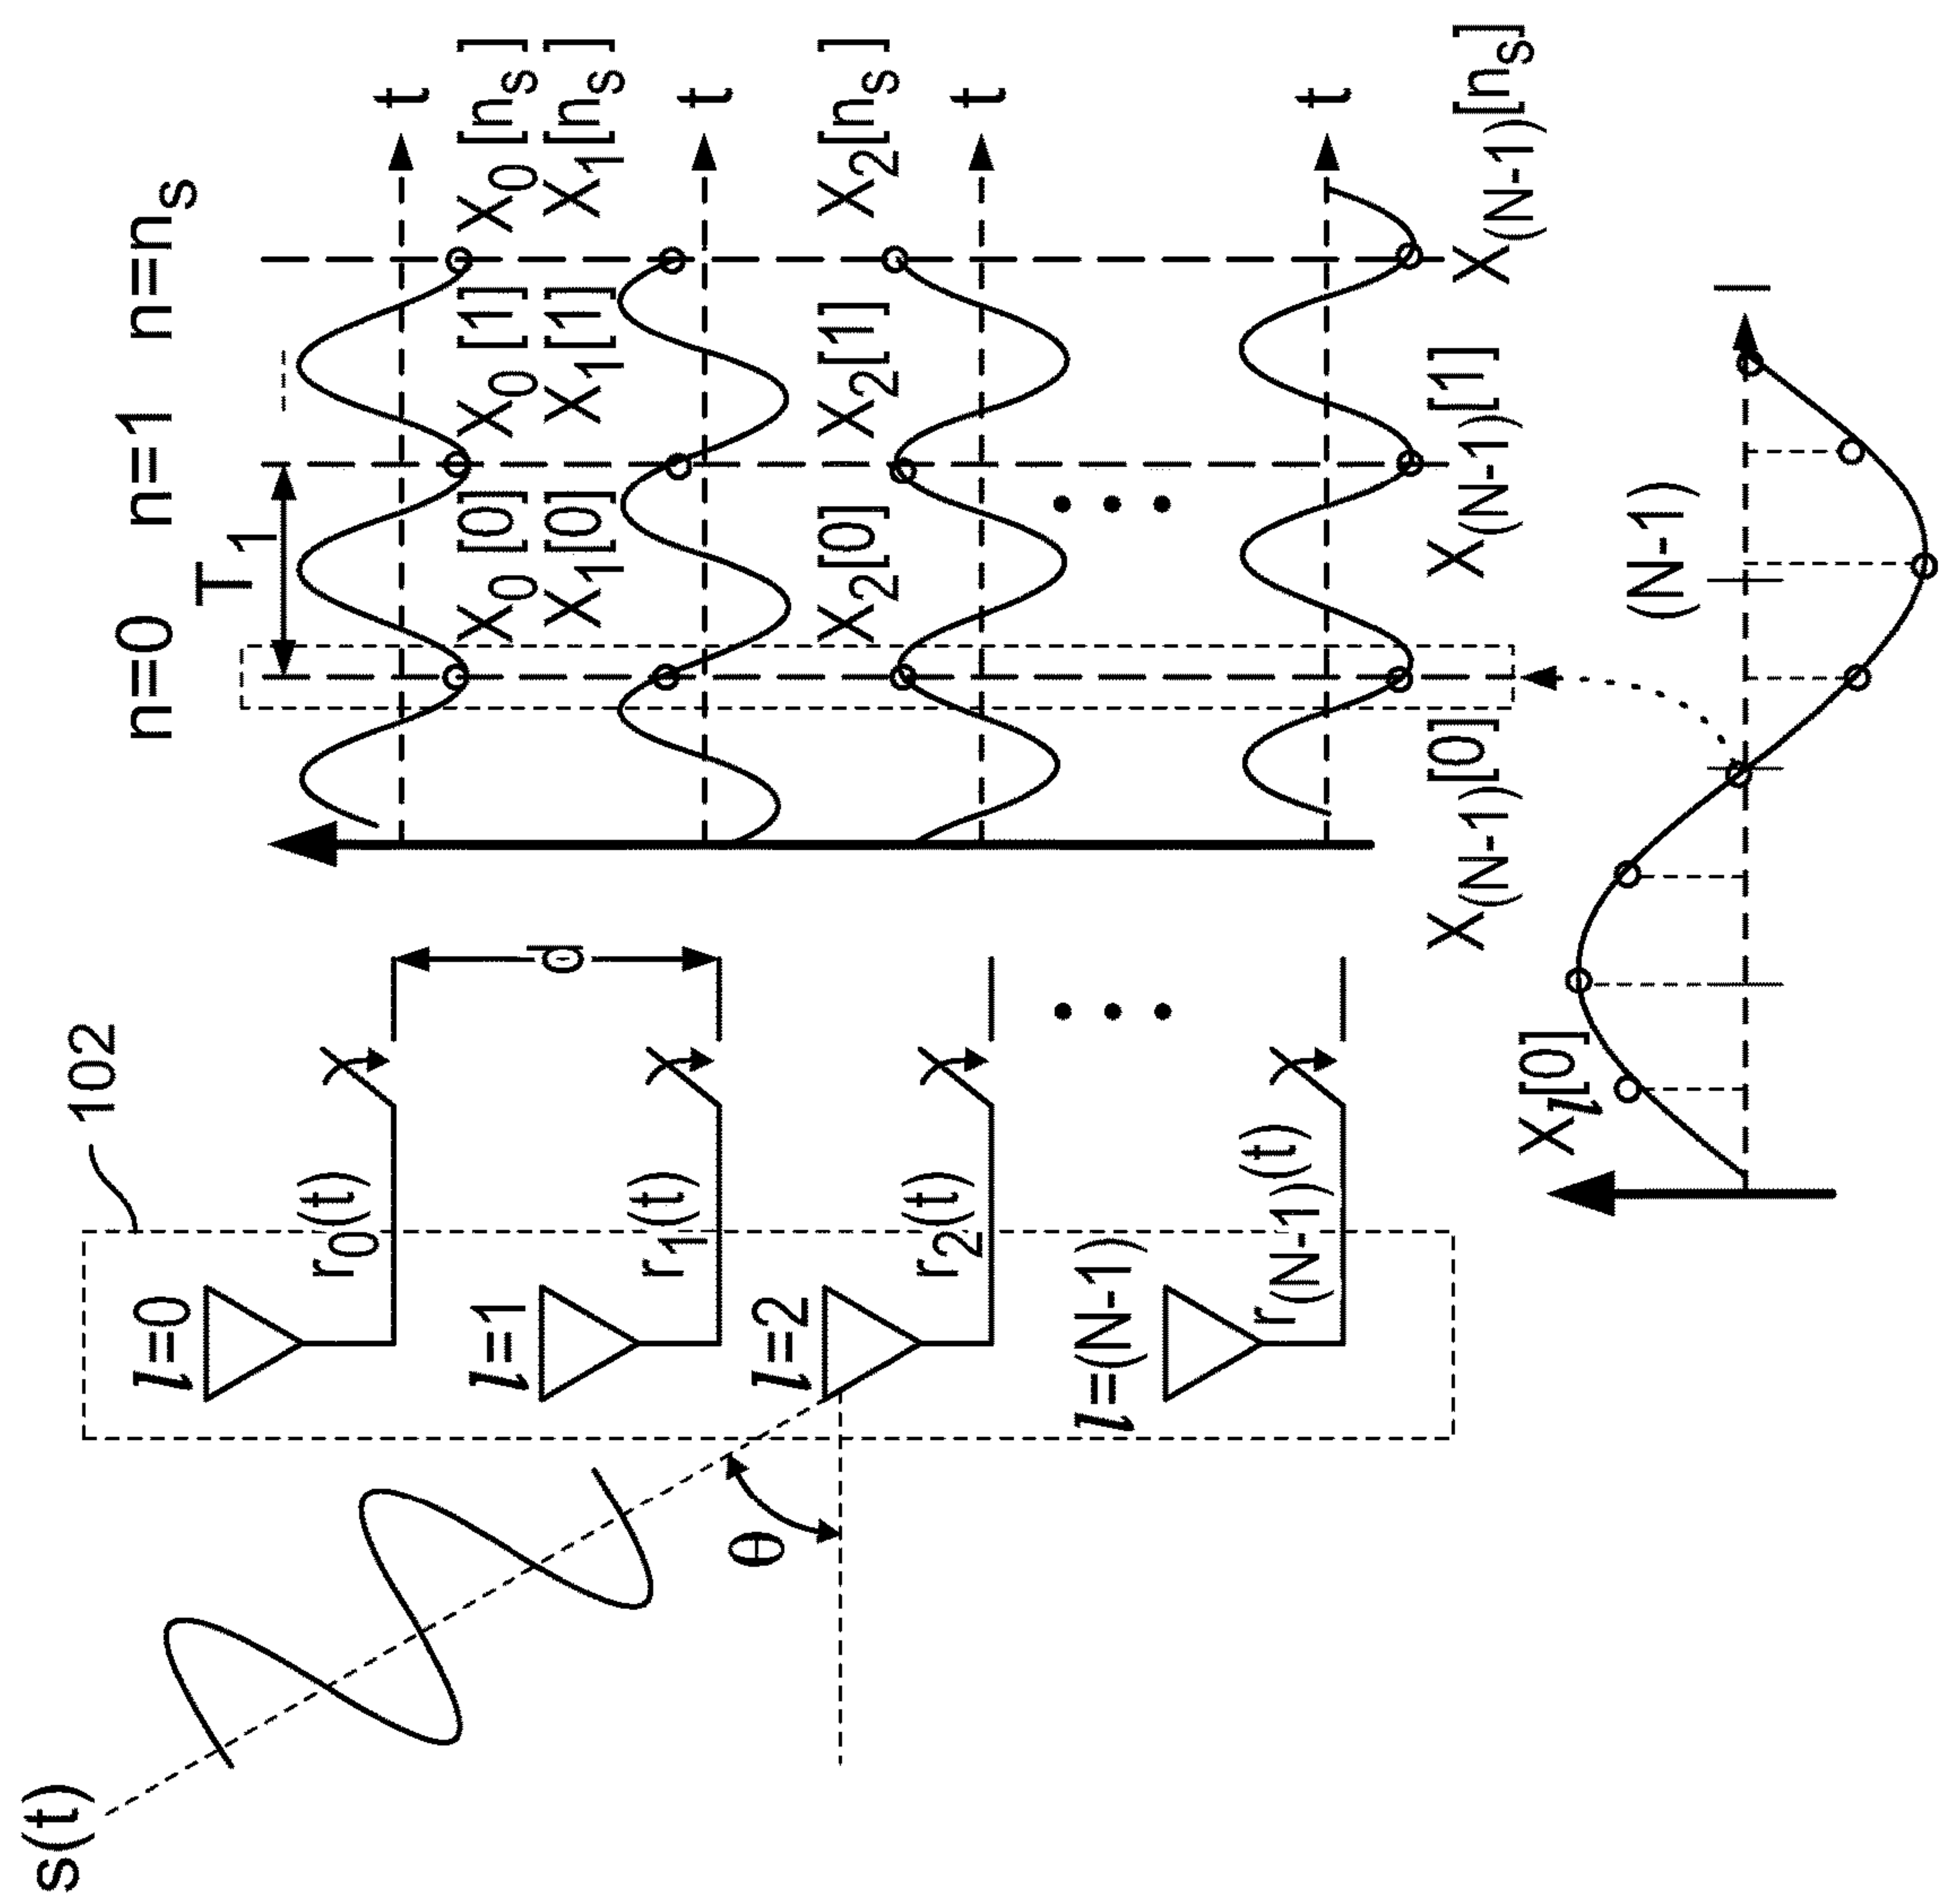 s(t)
θ
102
l=0
r0(t)
l=1
r1(t)
d
l=2
r2(t)
l=(N-1)
r(N-1)(t)
n=0 n=1 n=ns
T1
t
X0[0] X0[1] X0[ns]
X1[0] X1[1] X1[ns]
t
X2[0] X2[1] X2[ns]
t
t
X(N-1)[0] X(N-1)[1] X(N-1)[ns]
Xl[0]
(N-1)
l